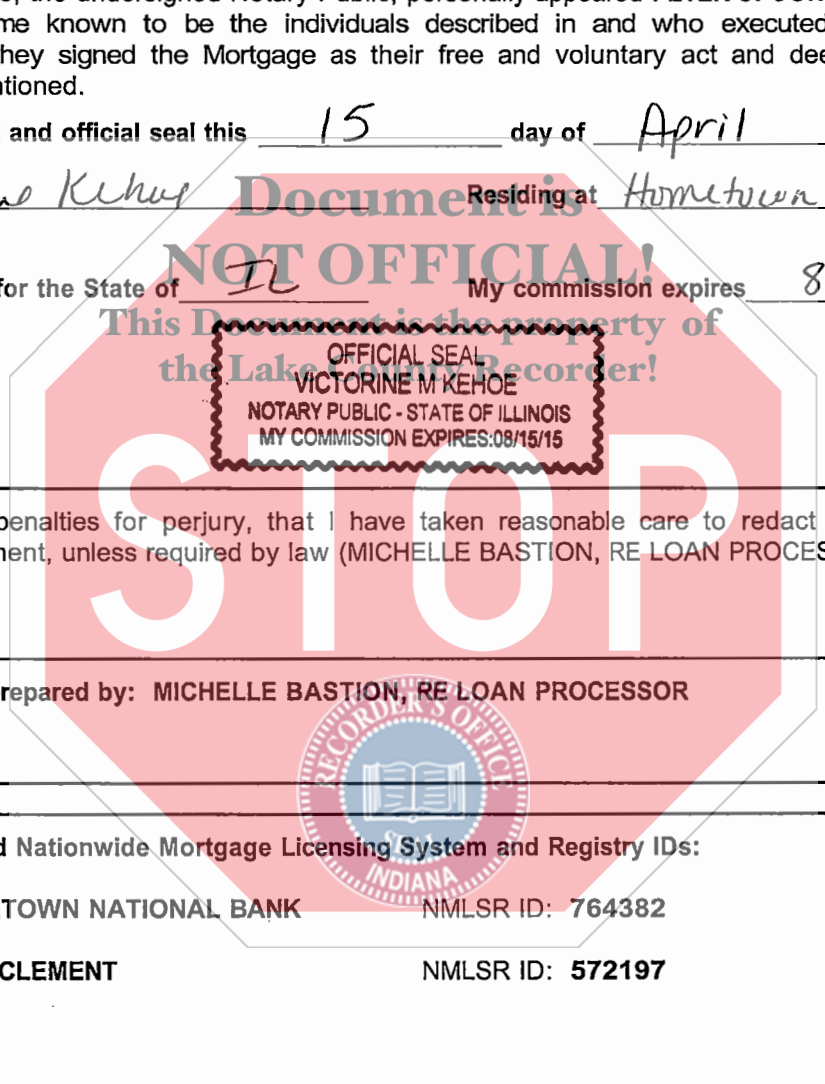 , the undersigned Notary Public, personally appeared
me known to be the individuals described in and who executed
hey signed the Mortgage as their free and voluntary act and dee
ntioned.
and official seal this 15 day of April
Kehoe Residing at Hometown
Document is
NOT OFFICIAL!
for the State of IL My commission expires 8
This Document is the property of
the Lake County Recorder!
OFFICIAL SEAL
VICTORINE M KEHOE
NOTARY PUBLIC - STATE OF ILLINOIS
MY COMMISSION EXPIRES:08/15/15
STOP
penalties for perjury, that I have taken reasonable care to redact
ment, unless required by law (MICHELLE BASTION, RE LOAN PROCES
repared by: MICHELLE BASTION, RE LOAN PROCESSOR
RECORDER'S OFFICE
SEAL
INDIANA
d Nationwide Mortgage Licensing System and Registry IDs:
TOWN NATIONAL BANK NMLSR ID: 764382
CLEMENT NMLSR ID: 572197